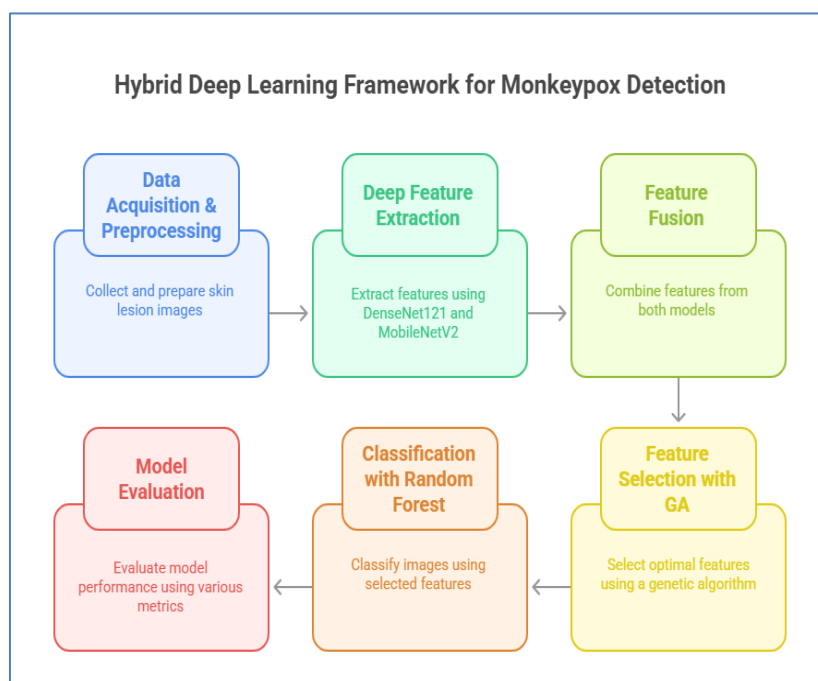 Hybrid Deep Learning Framework for Monkeypox Detection
Data
Acquisition &
Preprocessing
Collect and prepare skin
lesion images
Deep Feature
Extraction
Extract features using
DenseNet121 and
MobileNetV2
Feature
Fusion
Combine features from
both models
Feature
Selection with
GA
Select optimal features
using a genetic algorithm
Classification
with Random
Forest
Classify images using
selected features
Model
Evaluation
Evaluate model
performance using various
metrics